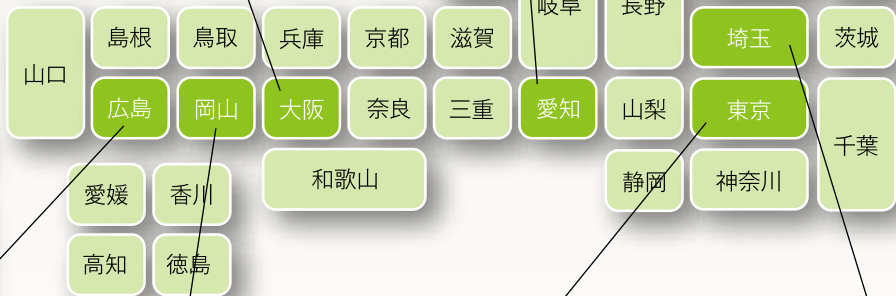 岐阜
長野
山口
島根
鳥取
兵庫
京都
滋賀
埼玉
茨城
広島
岡山
大阪
奈良
三重
愛知
山梨
東京
千葉
愛媛
香川
和歌山
静岡
神奈川
高知
徳島